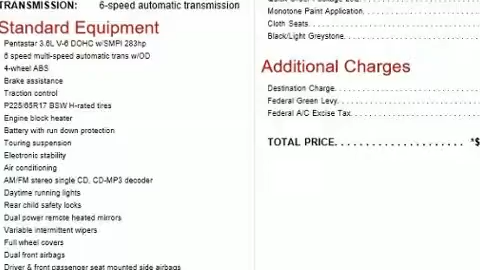 TRANSMISSION: 6-speed automatic transmission
Standard Equipment
Pentastar 3.6L V-6 DOHC w/SMPI 283hp
6 speed multi-speed automatic trans w/OD
4-wheel ABS
Brake assistance
Traction control
P225/65R17 BSW H-rated tires
Engine block heater
Battery with run down protection
Touring suspension
Electronic stability
Air conditioning
AM/FM stereo single CD, CD-MP3 decoder
Daytime running lights
Rear child safety locks
Dual power remote heated mirrors
Variable intermittent wipers
Full wheel covers
Dual front airbags
Driver & front passenger seat mounted side airbags
Monotone Paint Application
Cloth Seats
Black/Light Greystone
Additional Charges
Destination Charge
Federal Green Levy
Federal A/C Excise Tax
TOTAL PRICE *$